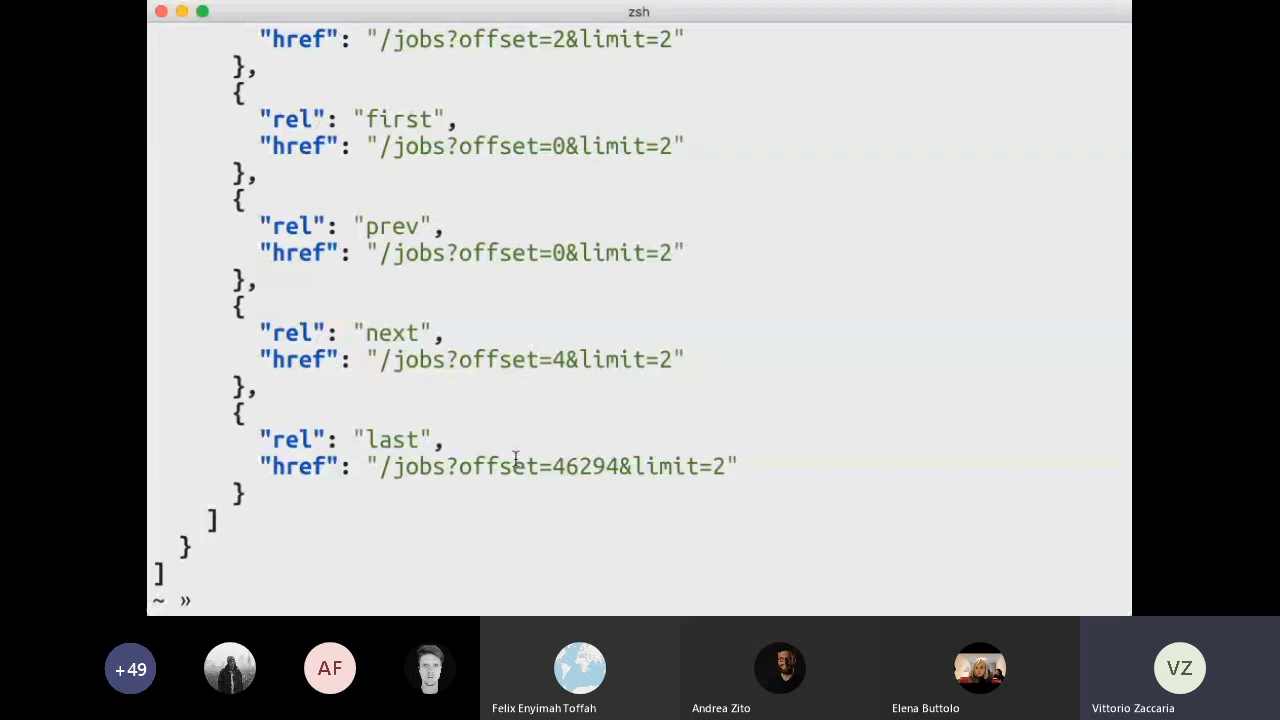 zsh
"href": "/jobs?offset=2&limit=2"
},
{
"rel": "first",
"href": "/jobs?offset=0&limit=2"
},
{
"rel": "prev",
"href": "/jobs?offset=0&limit=2"
},
{
"rel": "next",
"href": "/jobs?offset=4&limit=2"
},
{
"rel": "last",
"href": "/jobs?offset=46294&limit=2"
}
]
}
]
~ »
+49
AF
VZ
Felix Enyimah Toffah
Andrea Zito
Elena Buttolo
Vittorio Zaccaria